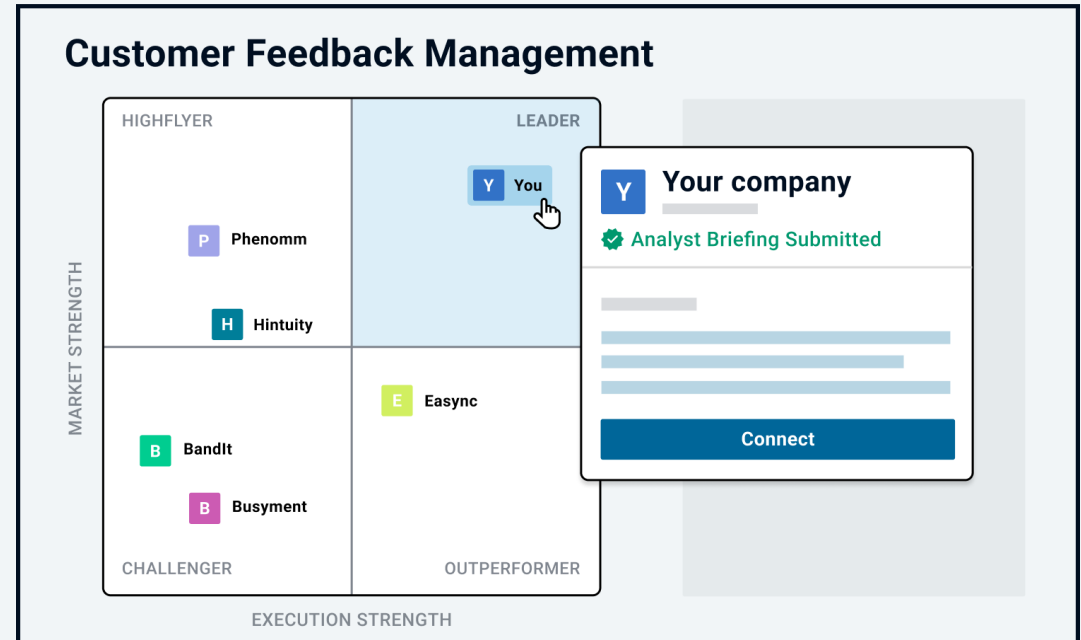 Customer Feedback Management
HIGHFLYER
LEADER
Y You
P Phenomm
H Hintuity
MARKET STRENGTH
E Easync
B BandIt
B Busyment
CHALLENGER
OUTPERFORMER
EXECUTION STRENGTH
Y Your company
Analyst Briefing Submitted
Connect